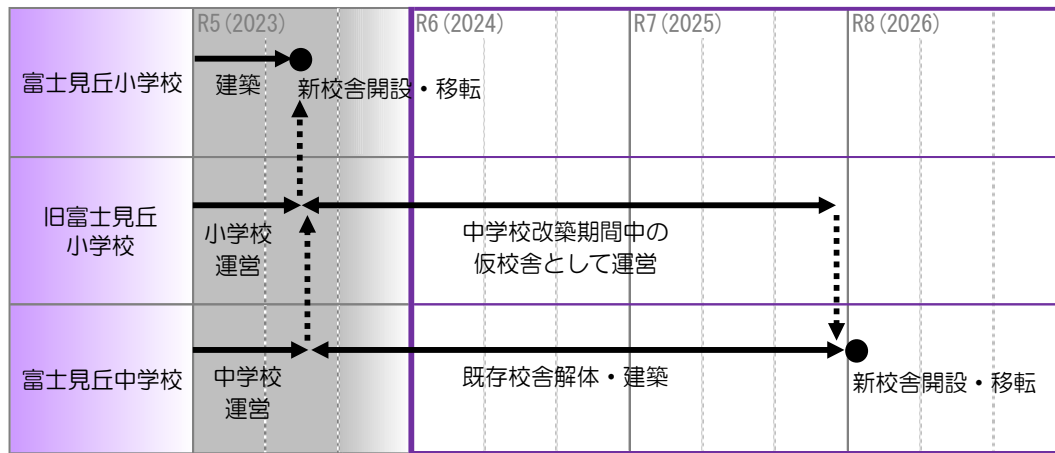 R5(2023)
R6(2024)
R7(2025)
R8(2026)
富士見丘小学校
建築
新校舎開設・移転
旧富士見丘
小学校
小学校
運営
中学校改築期間中の
仮校舎として運営
富士見丘中学校
中学校
運営
既存校舎解体・建築
新校舎開設・移転